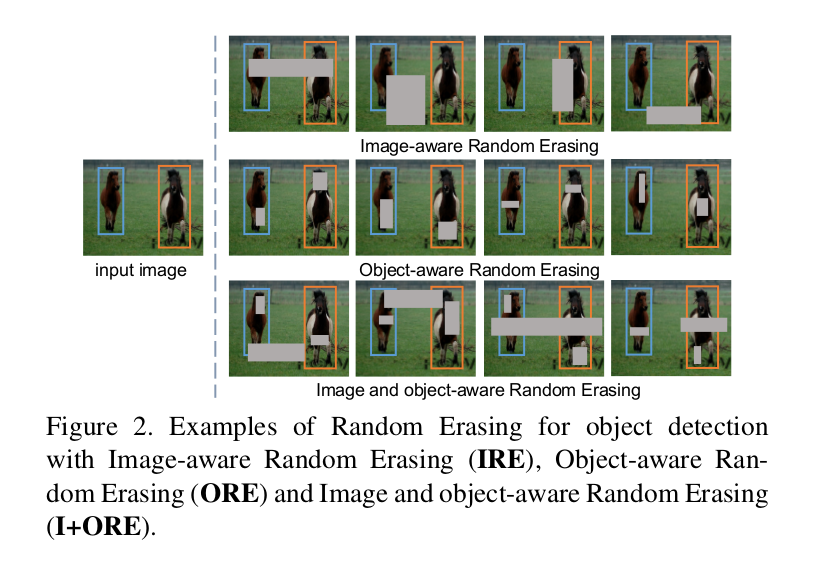 Image-aware Random Erasing
input image
Object-aware Random Erasing
Image and object-aware Random Erasing
Figure 2. Examples of Random Erasing for object detection
with Image-aware Random Erasing (IRE), Object-aware Ran-
dom Erasing (ORE) and Image and object-aware Random Erasing
(I+ORE).